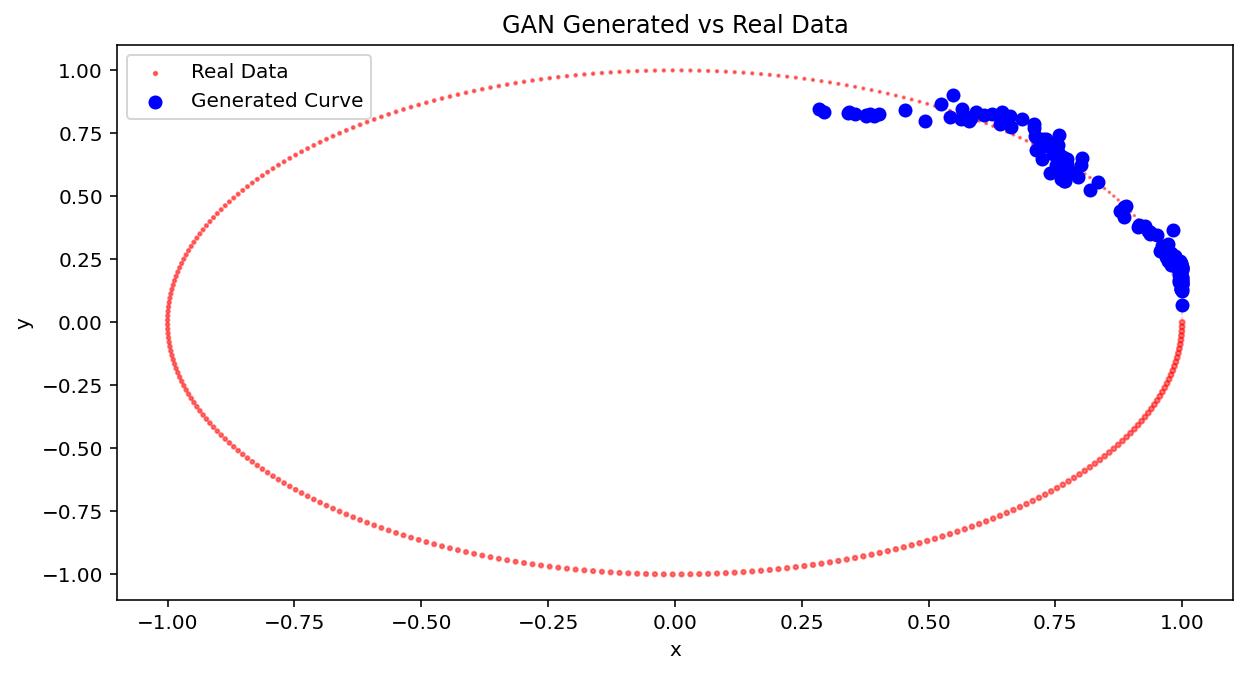 GAN Generated vs Real Data
Real Data
Generated Curve
1.00
0.75
0.50
0.25
0.00
−0.25
−0.50
−0.75
−1.00
y
−1.00 −0.75 −0.50 −0.25 0.00 0.25 0.50 0.75 1.00
x